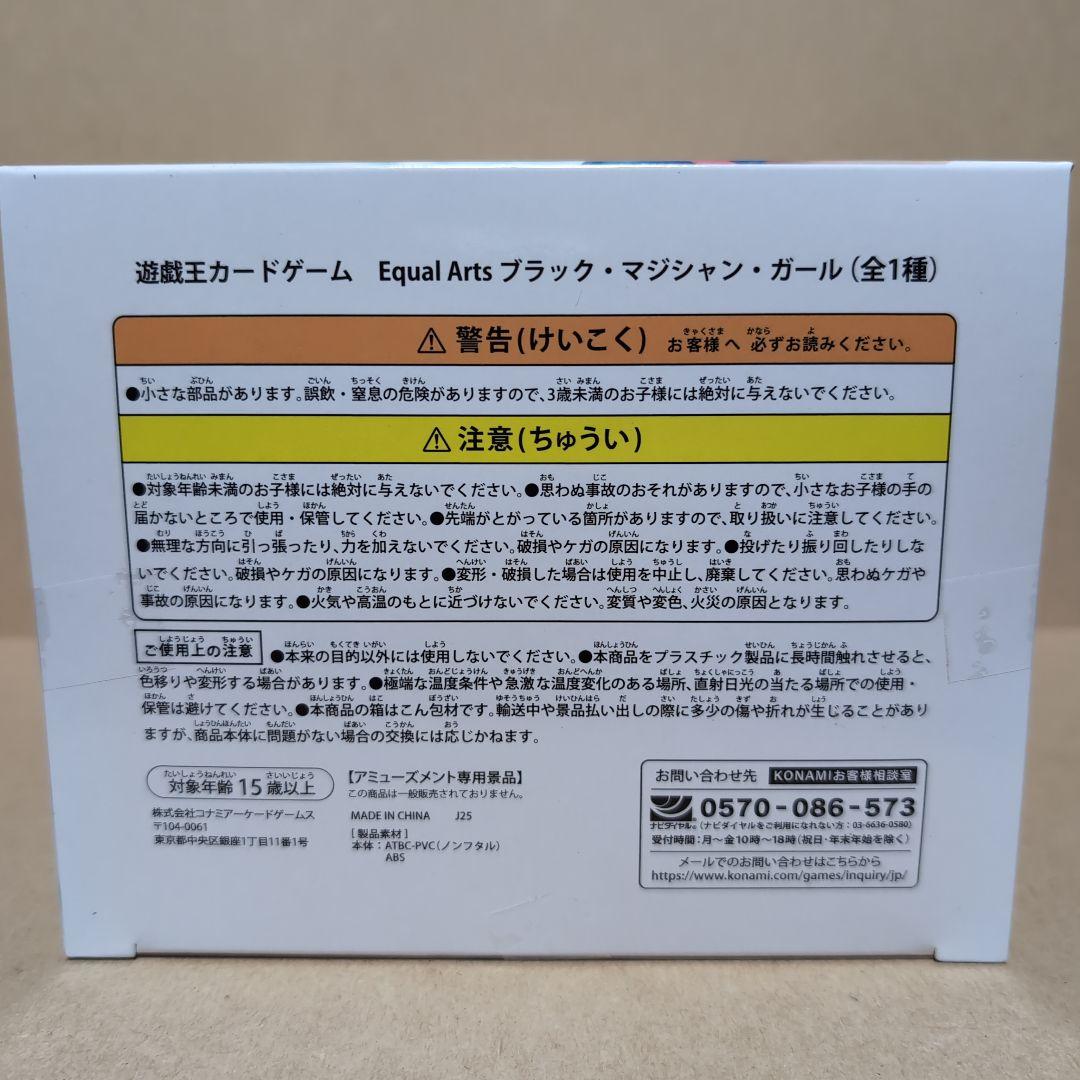 遊戯王カードゲーム Equal Arts ブラック・マジシャン・ガール（全1種）
⚠ 警告(けいこく) お客様へ 必ずお読みください。
●小さな部品があります。誤飲・窒息の危険がありますので、3歳未満のお子様には絶対に与えないでください。
⚠ 注意(ちゅうい)
●対象年齢未満のお子様には絶対に与えないでください。●思わぬ事故のおそれがありますので、小さなお子様の手の
届かないところで使用・保管してください。●先端がとがっている箇所がありますので、取り扱いに注意してください。
●無理な方向に引っ張ったり、力を加えないでください。破損やケガの原因になります。●投げたり振り回したりしな
いでください。破損やケガの原因になります。●変形・破損した場合は使用を中止し、廃棄してください。思わぬケガや
事故の原因になります。●火気や高温のもとに近づけないでください。変質や変色、火災の原因となります。
ご使用上の注意 ●本来の目的以外には使用しないでください。●本商品をプラスチック製品に長時間触れさせると、
色移りや変形する場合があります。●極端な温度条件や急激な温度変化のある場所、直射日光の当たる場所での使用・
保管は避けてください。●本商品の箱はこん包材です。輸送中や景品払い出しの際に多少の傷や折れが生じることがあり
ますが、商品本体に問題がない場合の交換には応じかねます。
対象年齢 15歳以上
株式会社コナミアーケードゲームス
〒104-0061
東京都中央区銀座1丁目11番1号
【アミューズメント専用景品】
この商品は一般販売されておりません。
MADE IN CHINA J25
[製品素材]
本体：ATBC-PVC（ノンフタル）
ABS
お問い合わせ先 KONAMIお客様相談室
0570-086-573
ナビダイヤル®（ナビダイヤルをご利用になれない方：03-6636-0580）
受付時間：月～金10時～18時（祝日・年末年始を除く）
メールでのお問い合わせはこちらから
https://www.konami.com/games/inquiry/jp/